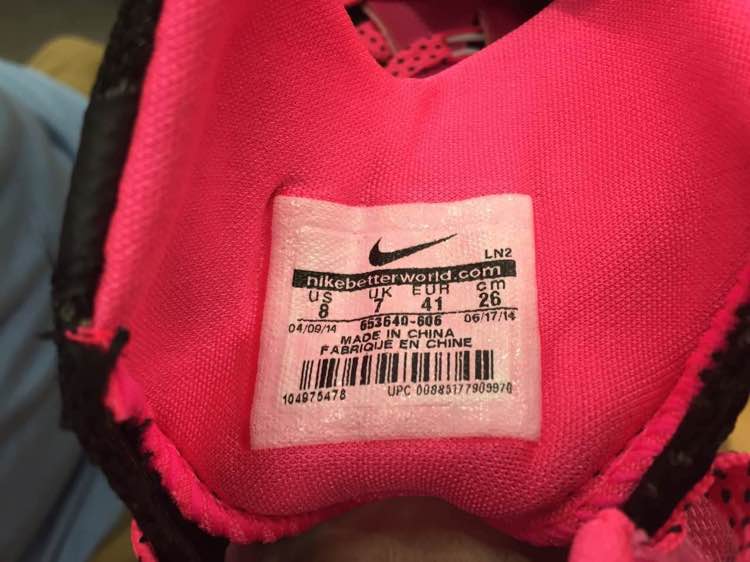 LN2
nikebetterworld.com
US UK EUR cm
8 7 41 26
04/09/14 653640-606 06/17/14
MADE IN CHINA
FABRIQUE EN CHINE
104975478 UPC 00885177909970